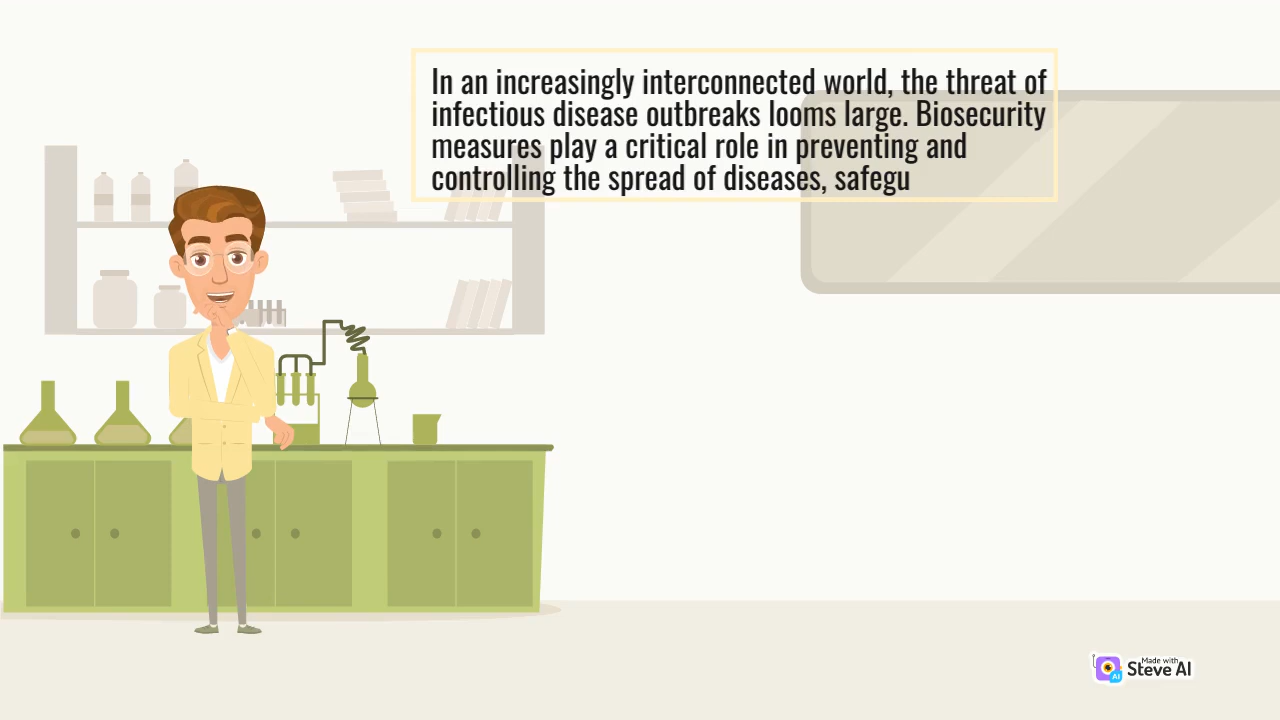 In an increasingly interconnected world, the threat of
infectious disease outbreaks looms large. Biosecurity
measures play a critical role in preventing and
controlling the spread of diseases, safegu
Made with
Steve AI
AI